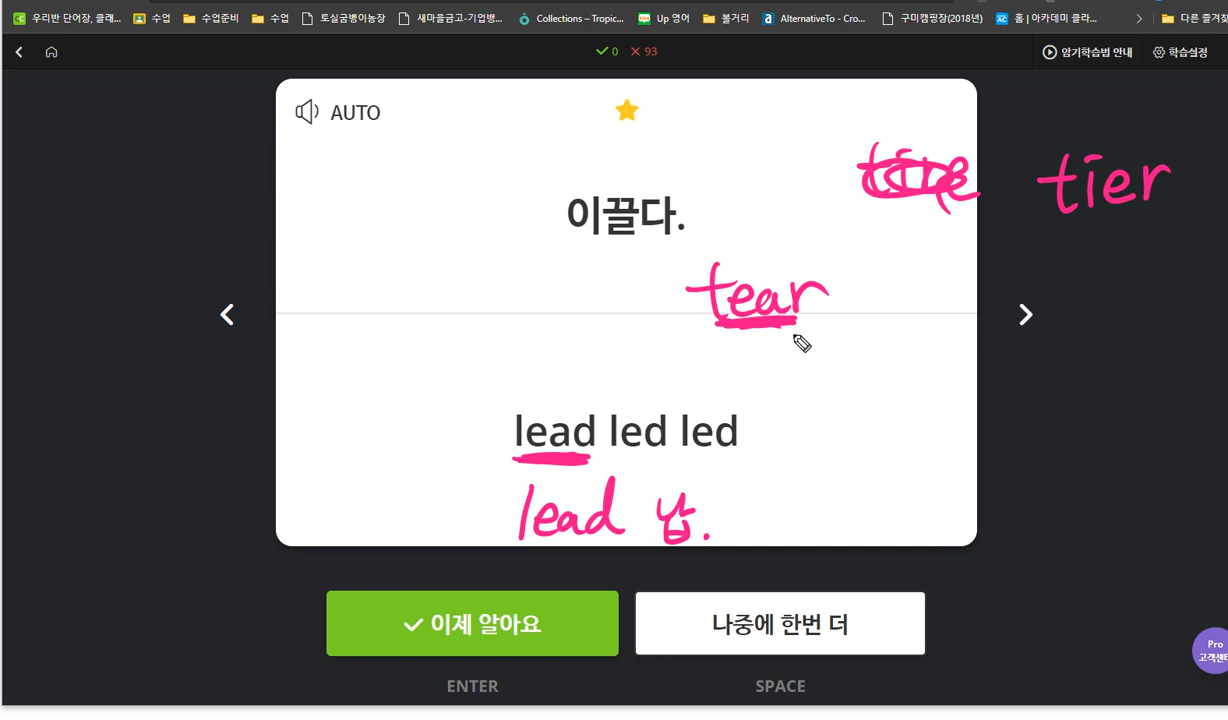 우리반 단어장, 클래... 수업 수업준비 수업 토실굼벵이농장 새마을금고-기업뱅... Collections – Tropic... Up 영어 볼거리 AlternativeTo - Cro... 구미캠핑장(2018년) 홈 | 아카데미 클라... 다른 즐겨찾
0 93 암기학습법 안내 학습설정
AUTO
tier
이끌다.
tear
lead led led
lead 납.
이제 알아요 나중에 한번 더
Pro
고객센터
ENTER SPACE